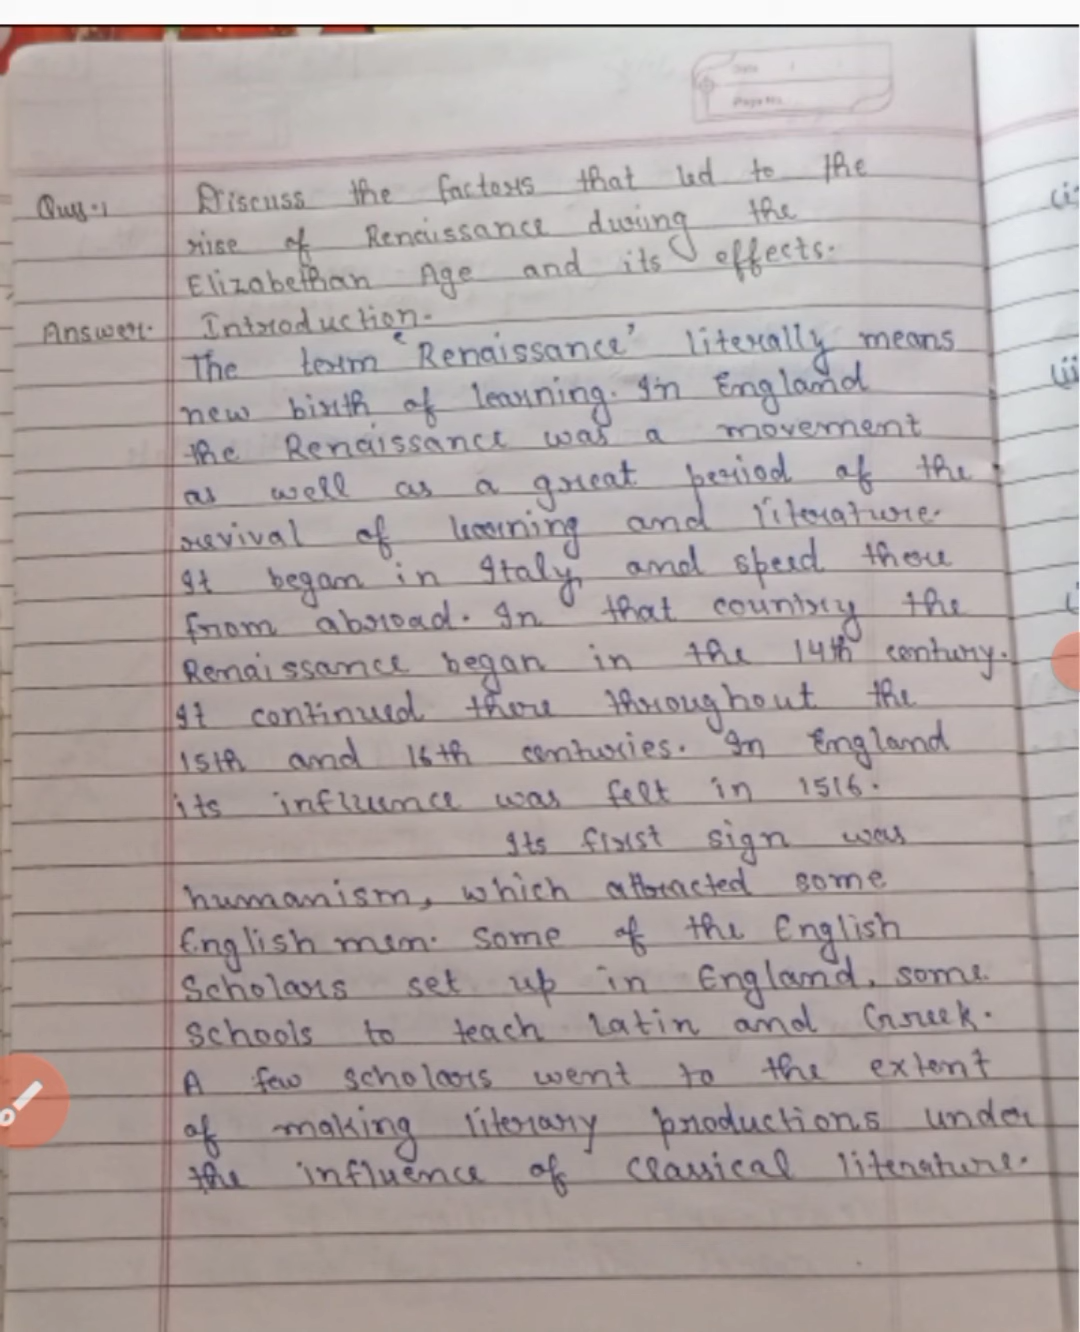 Ques.1 Discuss the factors that led to the
rise of Renaissance during the
Elizabethan Age and its effects.
Answer. Introduction.
The term 'Renaissance' literally means
new birth of learning. In England
the Renaissance was a movement
as well as a great period of the
revival of learning and literature.
It began in Italy, and speed there
from abroad. In that country the
Renaissance began in the 14th century.
It continued there throughout the
15th and 16th centuries. In England
its influence was felt in 1516.
Its first sign was
humanism, which attracted some
English men. Some of the English
Scholars set up in England, some
schools to teach Latin and Greek.
A few scholars went to the extent
of making literary productions under
the influence of classical literature.
(i
(ii